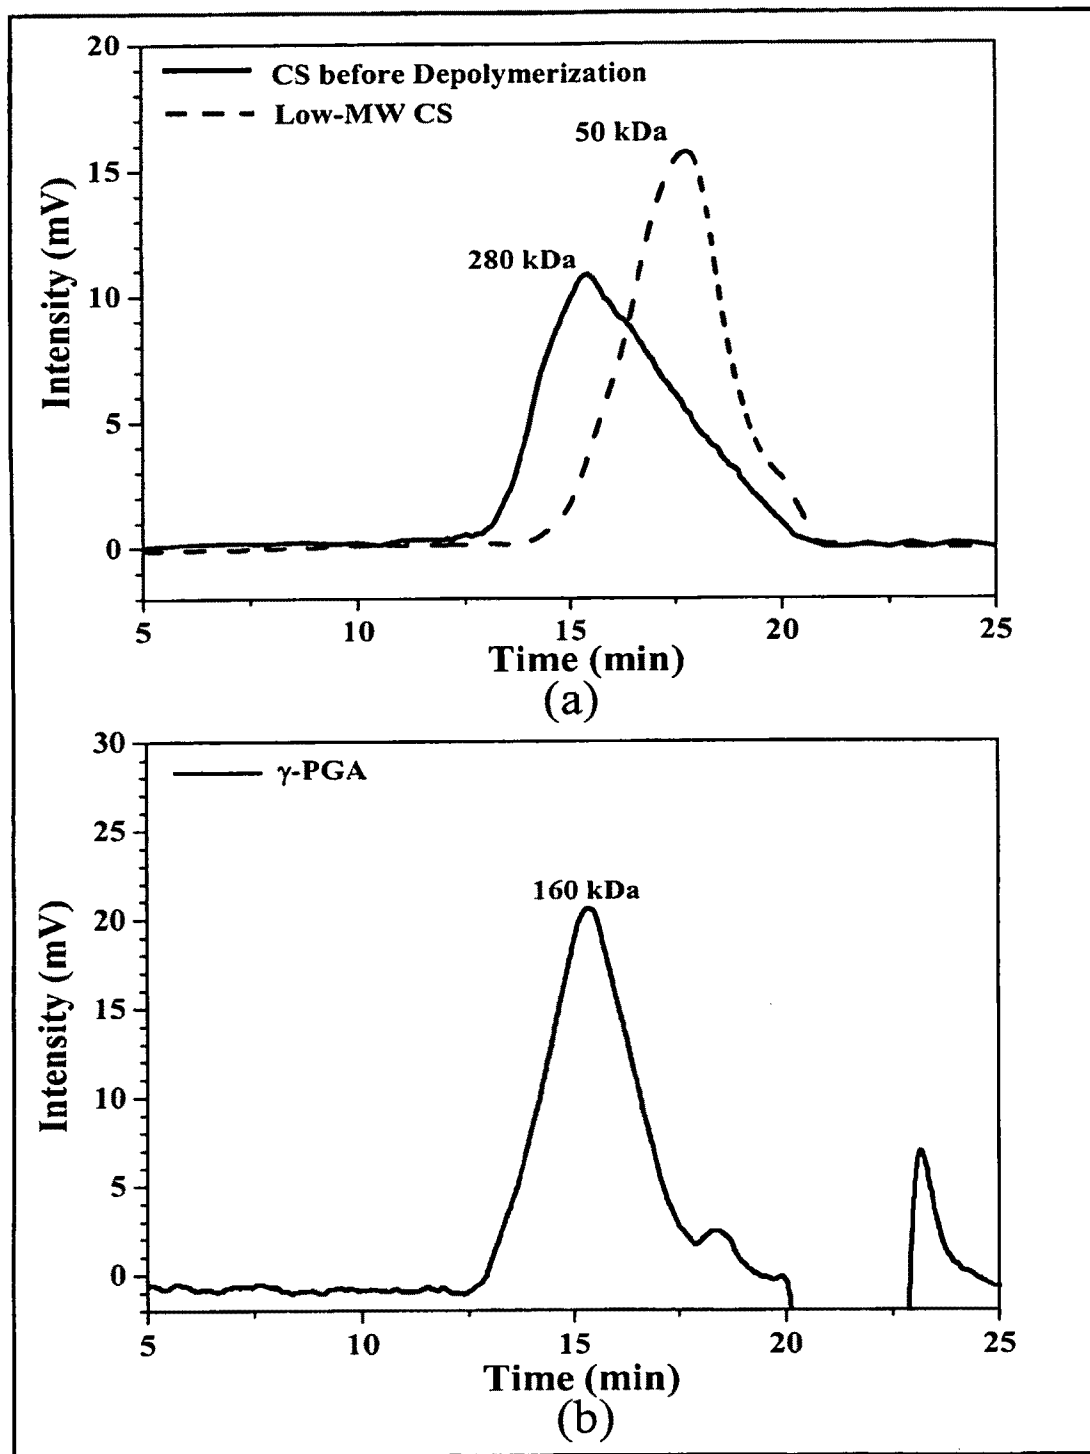 20
15
10
5
0
Intensity (mV)
CS before Depolymerization
Low-MW CS
50 kDa
280 kDa
5 10 15 20 25
Time (min)
(a)
30
25
20
15
10
5
0
Intensity (mV)
γ-PGA
160 kDa
5 10 15 20 25
Time (min)
(b)